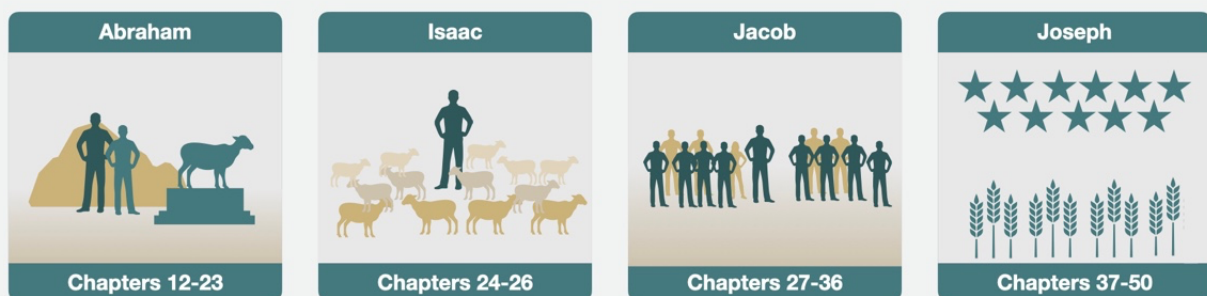 Abraham
Chapters 12-23
Isaac
Chapters 24-26
Jacob
Chapters 27-36
Joseph
Chapters 37-50